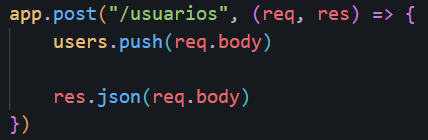 app.post("/usuarios", (req, res) => {
    users.push(req.body)

    res.json(req.body)
})